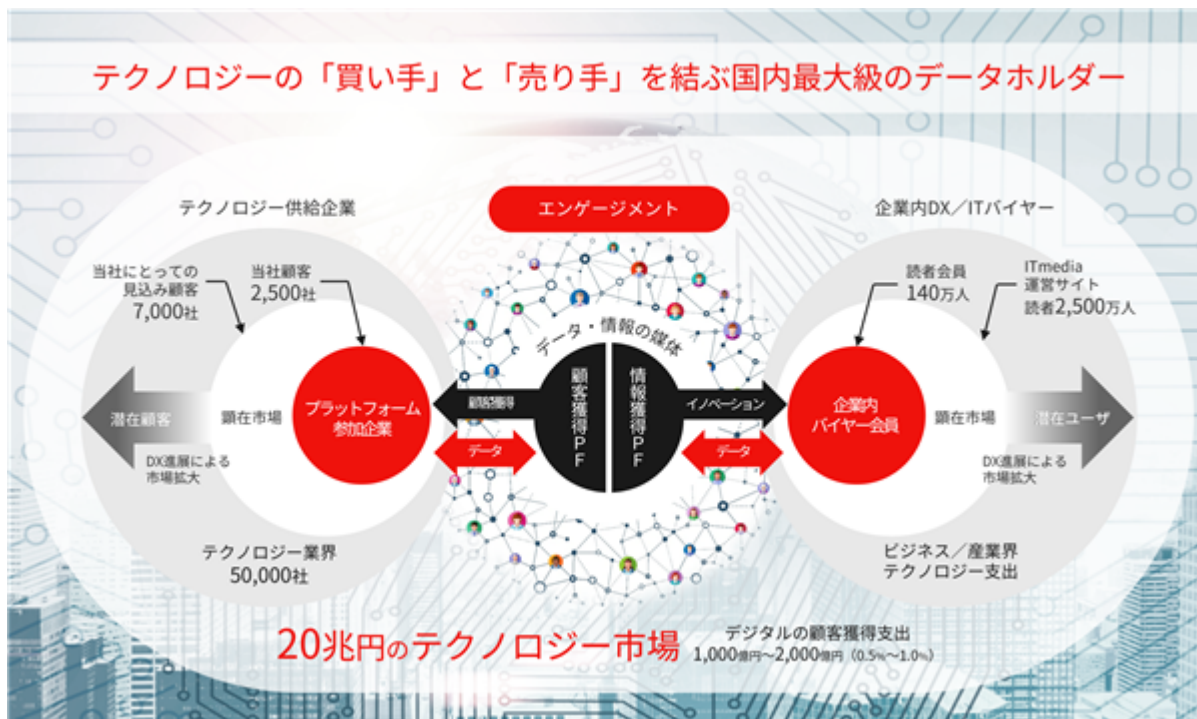 テクノロジーの「買い手」と「売り手」を結ぶ国内最大級のデータホルダー
テクノロジー供給企業
エンゲージメント
企業内DX／ITバイヤー
当社にとっての
見込み顧客
7,000社
当社顧客
2,500社
読者会員
140万人
ITmedia
運営サイト
読者2,500万人
データ・情報の媒体
潜在顧客
顕在市場
プラットフォーム
参加企業
顧客獲得
データ
顧客獲得PF
情報獲得PF
イノベーション
データ
企業内
バイヤー会員
顕在市場
潜在ユーザ
DX進展による
市場拡大
DX進展による
市場拡大
テクノロジー業界
50,000社
ビジネス／産業界
テクノロジー支出
20兆円のテクノロジー市場
デジタルの顧客獲得支出
1,000億円～2,000億円（0.5%～1.0%）